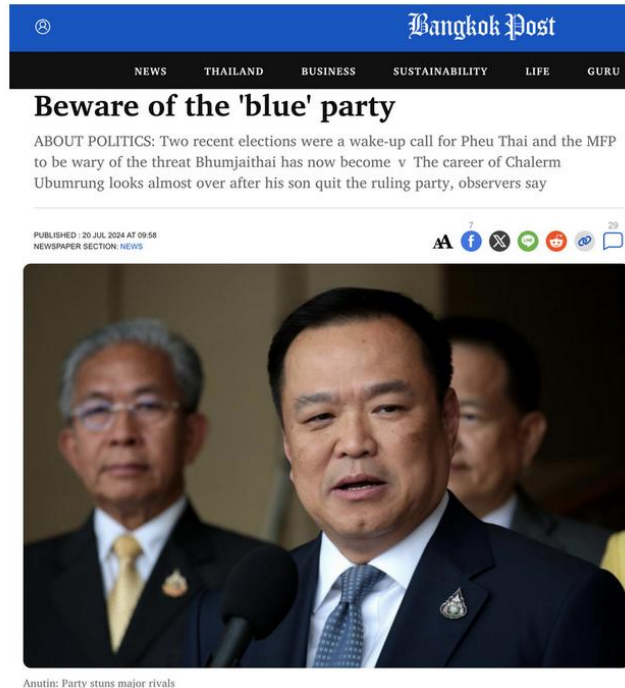 Bangkok Post
NEWS THAILAND BUSINESS SUSTAINABILITY LIFE GURU
Beware of the 'blue' party
ABOUT POLITICS: Two recent elections were a wake-up call for Pheu Thai and the MFP
to be wary of the threat Bhumjaithai has now become v The career of Chalerm
Ubumrung looks almost over after his son quit the ruling party, observers say
PUBLISHED : 20 JUL 2024 AT 09:58
NEWSPAPER SECTION: NEWS
7
29
AA
f
X
LINE
Anutin: Party stuns major rivals